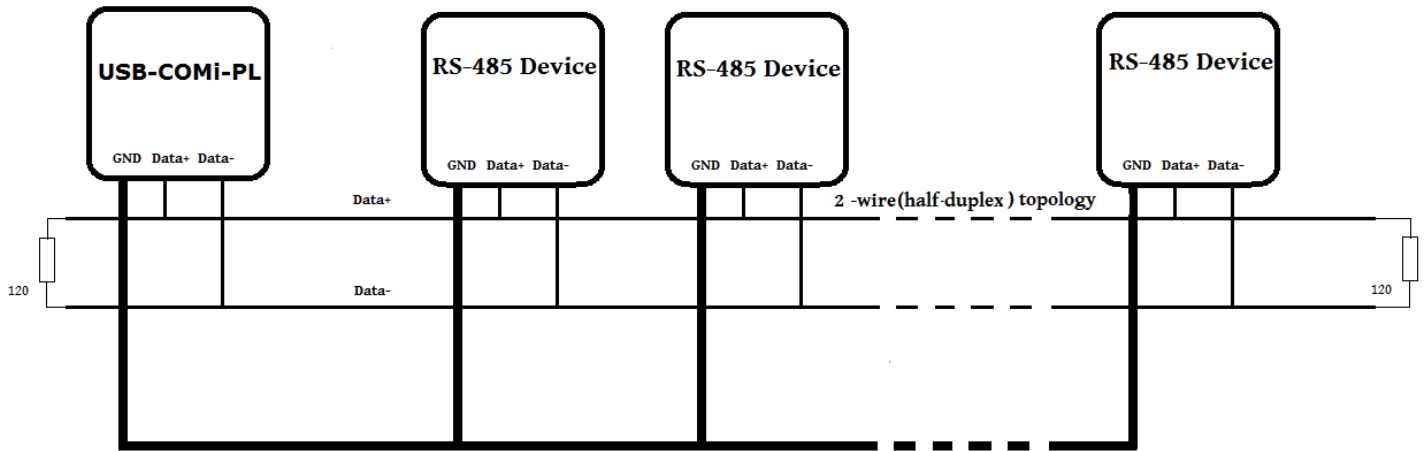 USB-COMi-PL
RS-485 Device
RS-485 Device
RS-485 Device
GND Data+ Data-
GND Data+ Data-
GND Data+ Data-
GND Data+ Data-
Data+
2 -wire(half-duplex ) topology
120
Data-
120